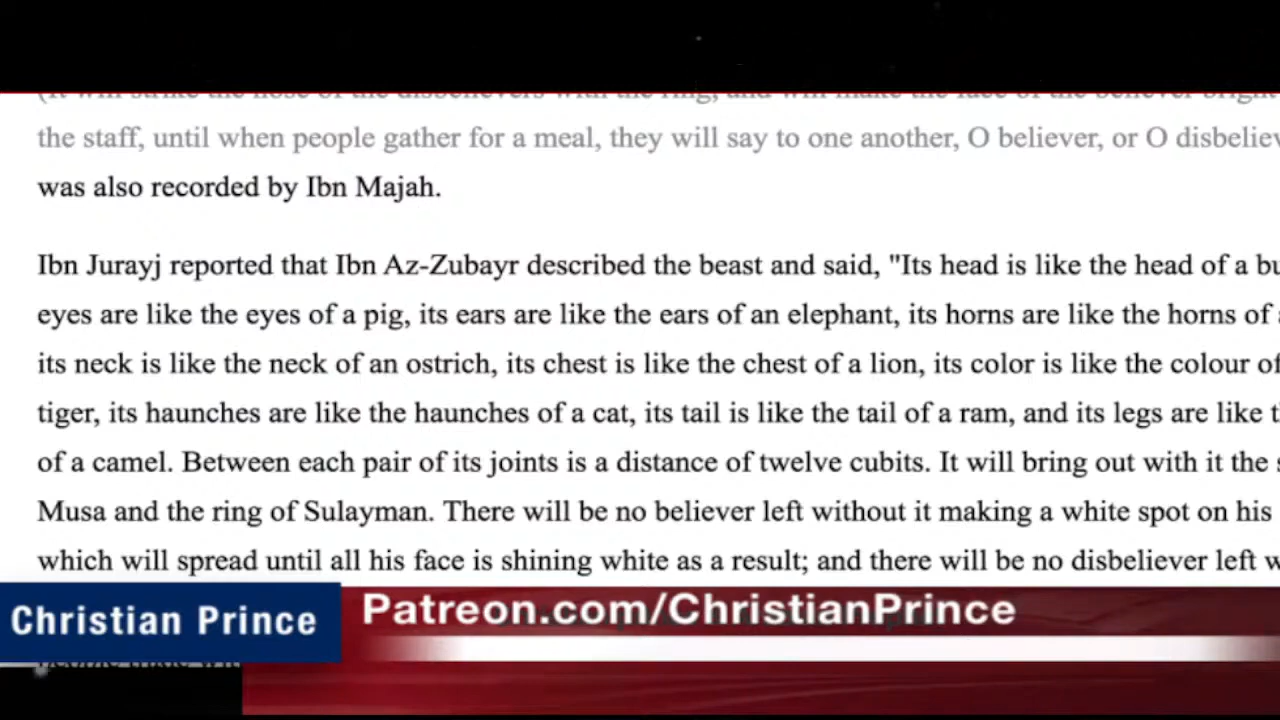 the staff, until when people gather for a meal, they will say to one another, O believer, or O
was also recorded by Ibn Majah.
Ibn Jurayj reported that Ibn Az-Zubayr described the beast and said, "Its head is like the head of a
eyes are like the eyes of a pig, its ears are like the ears of an elephant, its horns are like the horns of
its neck is like the neck of an ostrich, its chest is like the chest of a lion, its color is like the colour of
tiger, its haunches are like the haunches of a cat, its tail is like the tail of a ram, and its legs are like
of a camel. Between each pair of its joints is a distance of twelve cubits. It will bring out with it the
Musa and the ring of Sulayman. There will be no believer left without it making a white spot on his
which will spread until all his face is shining white as a result; and there will be no disbeliever left
Christian Prince
Patreon.com/ChristianPrince